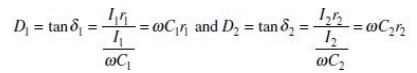 D₁ = tan δ₁ = I₁r₁ / (I₁ / ωC₁) = ωC₁r₁ and D₂ = tan δ₂ = I₂r₂ / (I₂ / ωC₂) = ωC₂r₂